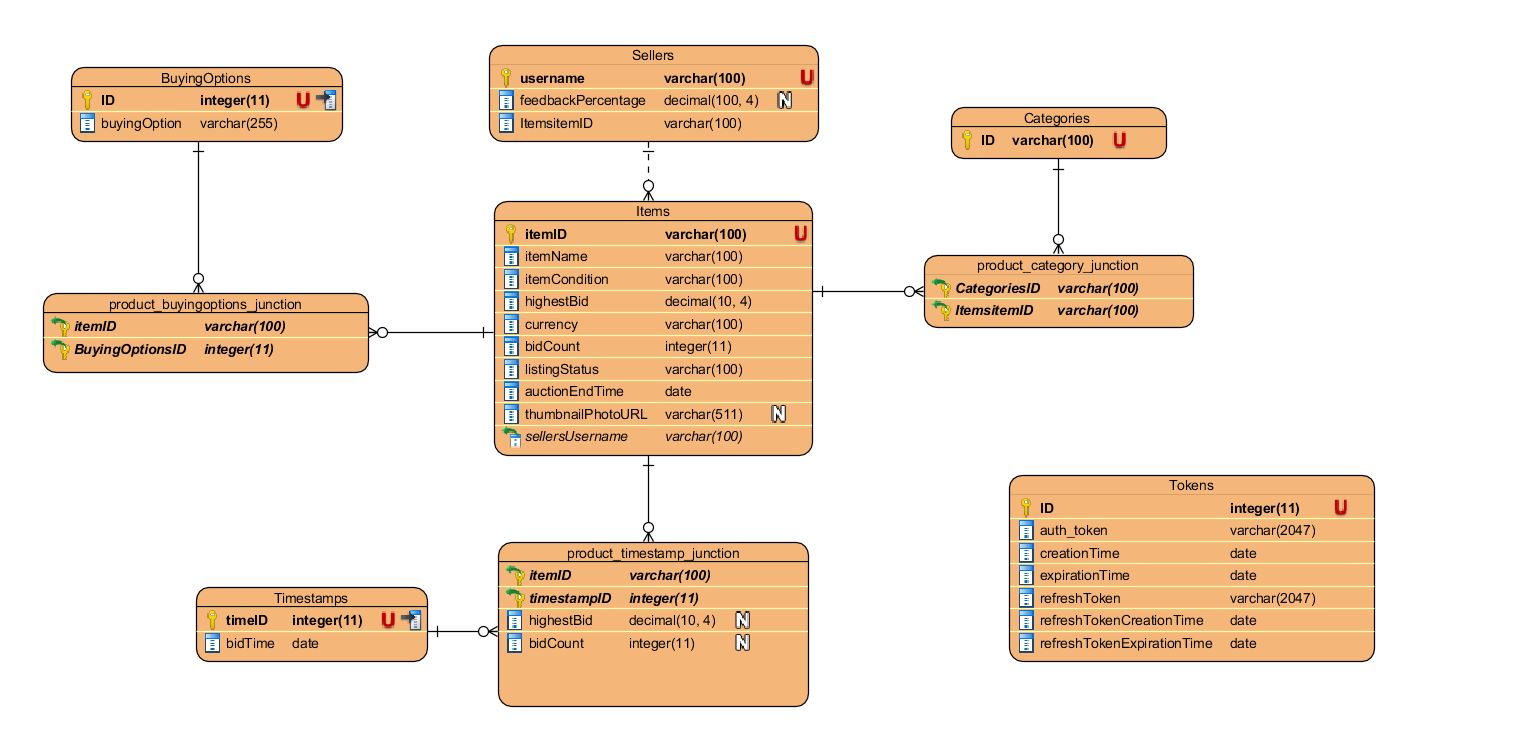 BuyingOptions
ID integer(11) U
buyingOption varchar(255)
Sellers
username varchar(100) U
feedbackPercentage decimal(100, 4) N
ItemsitemID varchar(100)
Categories
ID varchar(100) U
Items
itemID varchar(100) U
itemName varchar(100)
itemCondition varchar(100)
highestBid decimal(10, 4)
currency varchar(100)
bidCount integer(11)
listingStatus varchar(100)
auctionEndTime date
thumbnailPhotoURL varchar(511) N
sellersUsername varchar(100)
product_category_junction
CategoriesID varchar(100)
ItemsitemID varchar(100)
product_buyingoptions_junction
itemID varchar(100)
BuyingOptionsID integer(11)
Tokens
ID integer(11) U
auth_token varchar(2047)
creationTime date
expirationTime date
refreshToken varchar(2047)
refreshTokenCreationTime date
refreshTokenExpirationTime date
product_timestamp_junction
itemID varchar(100)
timestampID integer(11)
highestBid decimal(10, 4) N
bidCount integer(11) N
Timestamps
timeID integer(11) U
bidTime date